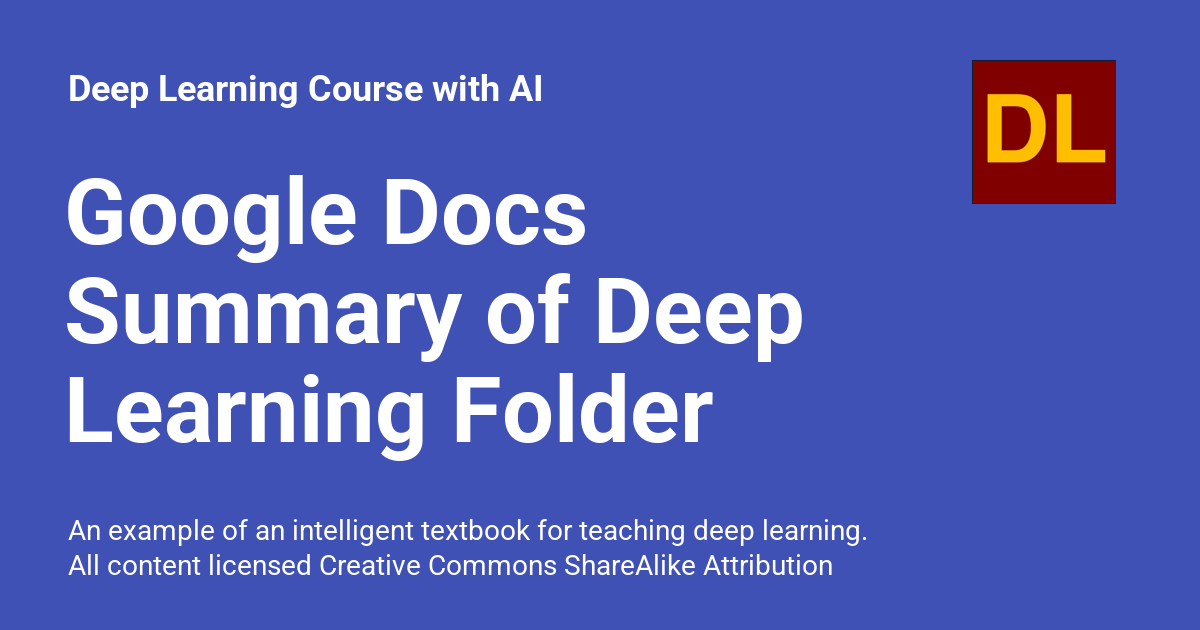 Deep Learning Course with AI
DL
Google Docs
Summary of Deep
Learning Folder
An example of an intelligent textbook for teaching deep learning.
All content licensed Creative Commons ShareAlike Attribution